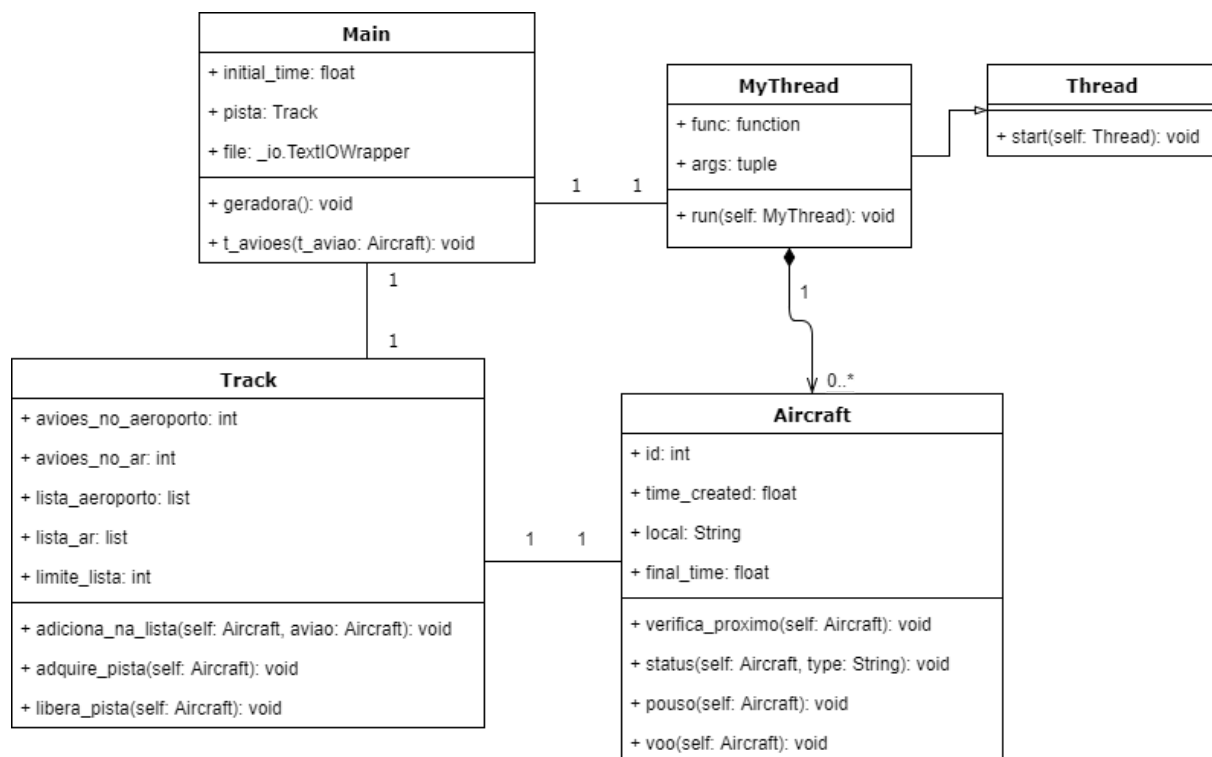 Main
+ initial_time: float
+ pista: Track
+ file: _io.TextIOWrapper
+ geradora(): void
+ t_avioes(t_aviao: Aircraft): void
MyThread
+ func: function
+ args: tuple
+ run(self: MyThread): void
Thread
+ start(self: Thread): void
1
1
1
1
1
0..*
Track
+ avioes_no_aeroporto: int
+ avioes_no_ar: int
+ lista_aeroporto: list
+ lista_ar: list
+ limite_lista: int
+ adiciona_na_lista(self: Aircraft, aviao: Aircraft): void
+ adquire_pista(self: Aircraft): void
+ libera_pista(self: Aircraft): void
1
1
Aircraft
+ id: int
+ time_created: float
+ local: String
+ final_time: float
+ verifica_proximo(self: Aircraft): void
+ status(self: Aircraft, type: String): void
+ pouso(self: Aircraft): void
+ voo(self: Aircraft): void